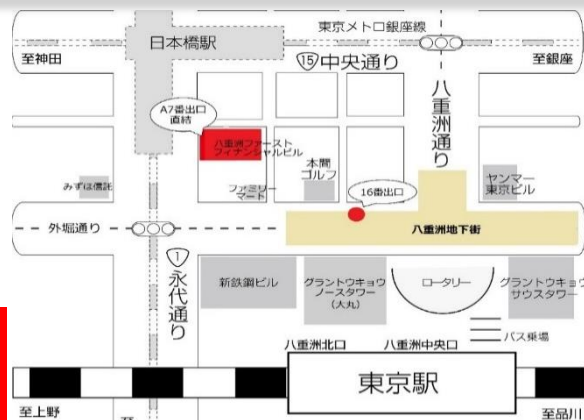 東京メトロ銀座線
日本橋駅
至神田
15 中央通り
至銀座
A7番出口
直結
八重洲通り
八重洲ファースト
フィナンシャルビル
本間
ゴルフ
ヤンマー
東京ビル
みずほ信託
ファミリー
マート
16番出口
外堀通り
八重洲地下街
1
永代通り
新鉄鋼ビル
グラントウキョウ
ノースタワー
(大丸)
ロータリー
グラントウキョウ
サウスタワー
バス乗場
八重洲北口
八重洲中央口
東京駅
至上野
至品川